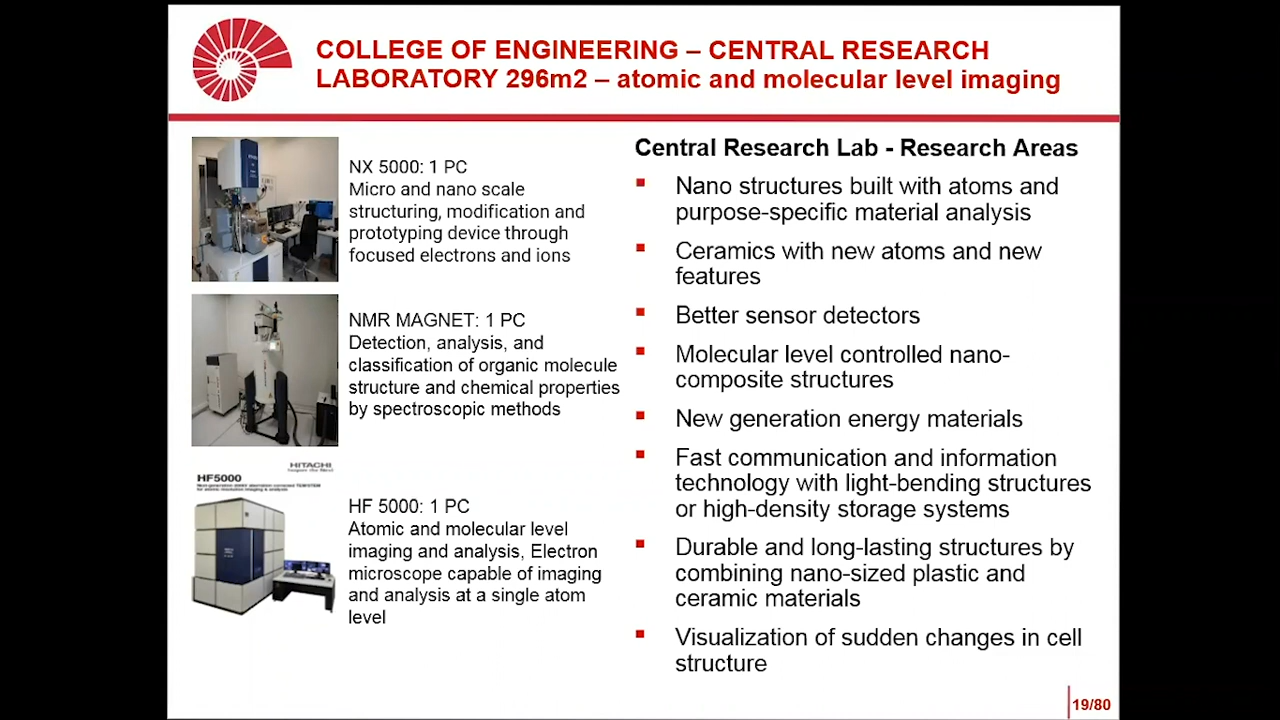 COLLEGE OF ENGINEERING – CENTRAL RESEARCH
LABORATORY 296m2 – atomic and molecular level imaging
NX 5000: 1 PC
Micro and nano scale
structuring, modification and
prototyping device through
focused electrons and ions
NMR MAGNET: 1 PC
Detection, analysis, and
classification of organic molecule
structure and chemical properties
by spectroscopic methods
HITACHI
Inspire the Next
HF5000
HF 5000: 1 PC
Atomic and molecular level
imaging and analysis, Electron
microscope capable of imaging
and analysis at a single atom
level
Central Research Lab - Research Areas
Nano structures built with atoms and
purpose-specific material analysis
Ceramics with new atoms and new
features
Better sensor detectors
Molecular level controlled nano-
composite structures
New generation energy materials
Fast communication and information
technology with light-bending structures
or high-density storage systems
Durable and long-lasting structures by
combining nano-sized plastic and
ceramic materials
Visualization of sudden changes in cell
structure
19/80